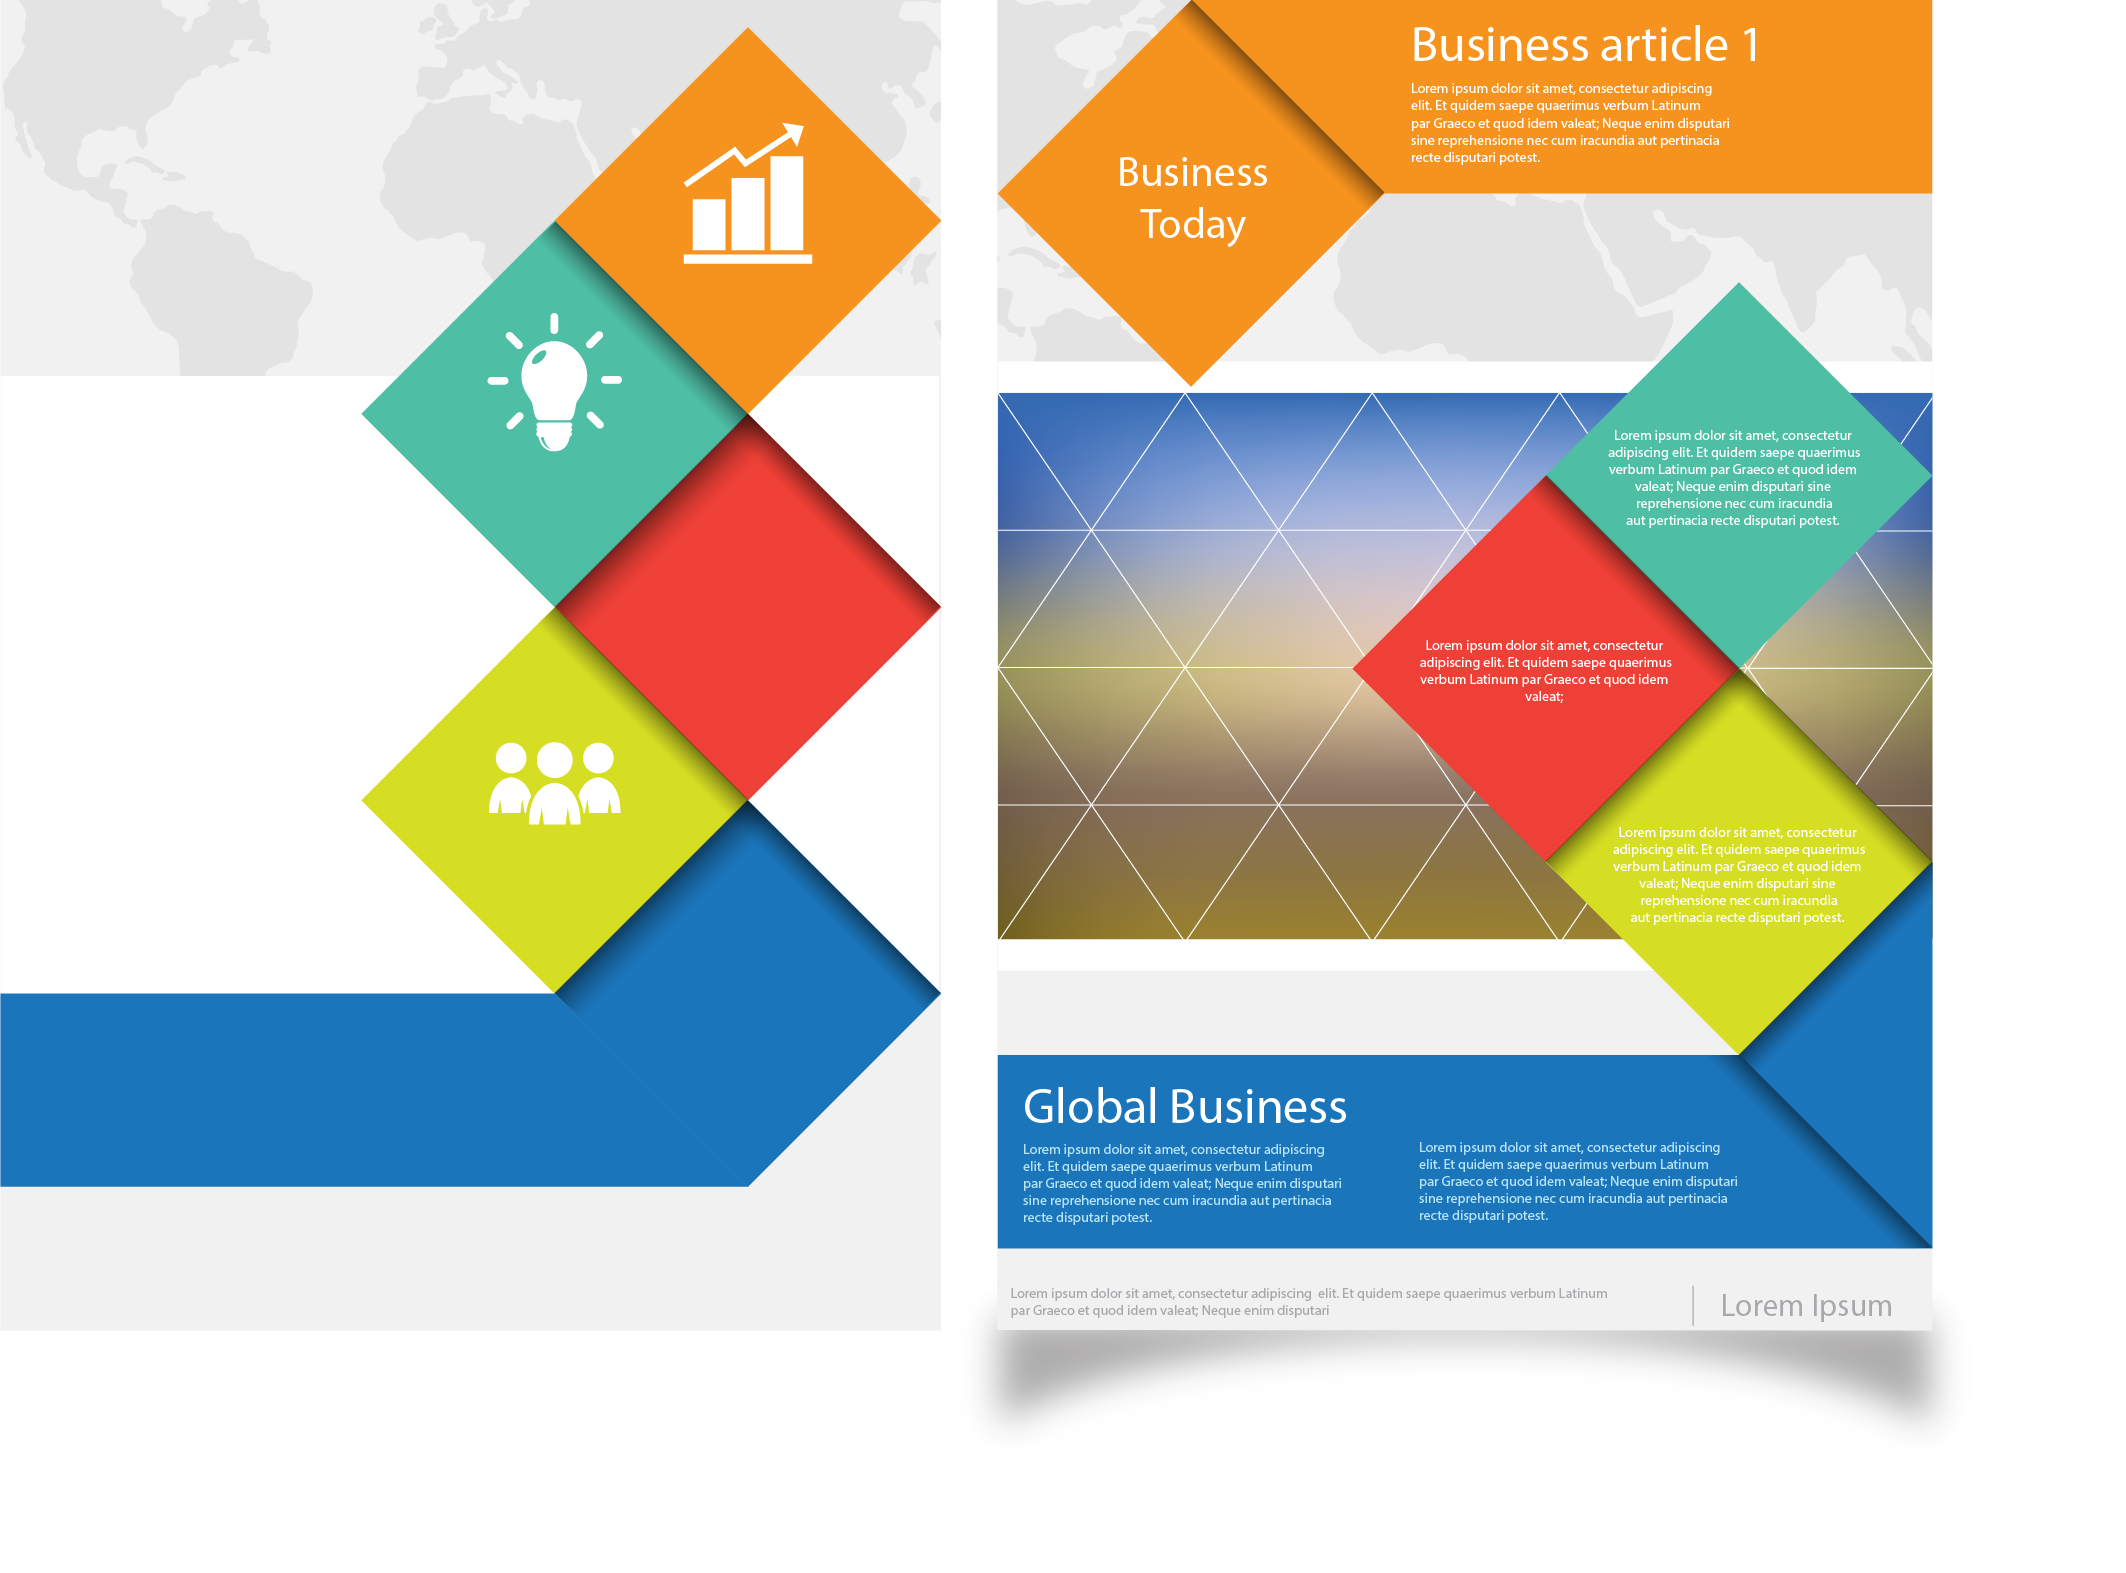 Business article 1
Lorem ipsum dolor sit amet, consectetur adipiscing
elit. Et quidem saepe quaerimus verbum Latinum
par Graeco et quod idem valeat; Neque enim disputari
sine reprehensione nec cum iracundia aut pertinacia
recte disputari potest.
Business
Today
Lorem ipsum dolor sit amet, consectetur
adipiscing elit. Et quidem saepe quaerimus
verbum Latinum par Graeco et quod idem
valeat; Neque enim disputari sine
reprehensione nec cum iracundia
aut pertinacia recte disputari potest.
Lorem ipsum dolor sit amet, consectetur
adipiscing elit. Et quidem saepe quaerimus
verbum Latinum par Graeco et quod idem
valeat;
Lorem ipsum dolor sit amet, consectetur
adipiscing elit. Et quidem saepe quaerimus
verbum Latinum par Graeco et quod idem
valeat; Neque enim disputari sine
reprehensione nec cum iracundia
aut pertinacia recte disputari potest.
Global Business
Lorem ipsum dolor sit amet, consectetur adipiscing
elit. Et quidem saepe quaerimus verbum Latinum
par Graeco et quod idem valeat; Neque enim disputari
sine reprehensione nec cum iracundia aut pertinacia
recte disputari potest.
Lorem ipsum dolor sit amet, consectetur adipiscing
elit. Et quidem saepe quaerimus verbum Latinum
par Graeco et quod idem valeat; Neque enim disputari
sine reprehensione nec cum iracundia aut pertinacia
recte disputari potest.
Lorem ipsum dolor sit amet, consectetur adipiscing elit. Et quidem saepe quaerimus verbum Latinum
par Graeco et quod idem valeat; Neque enim disputari
Lorem Ipsum